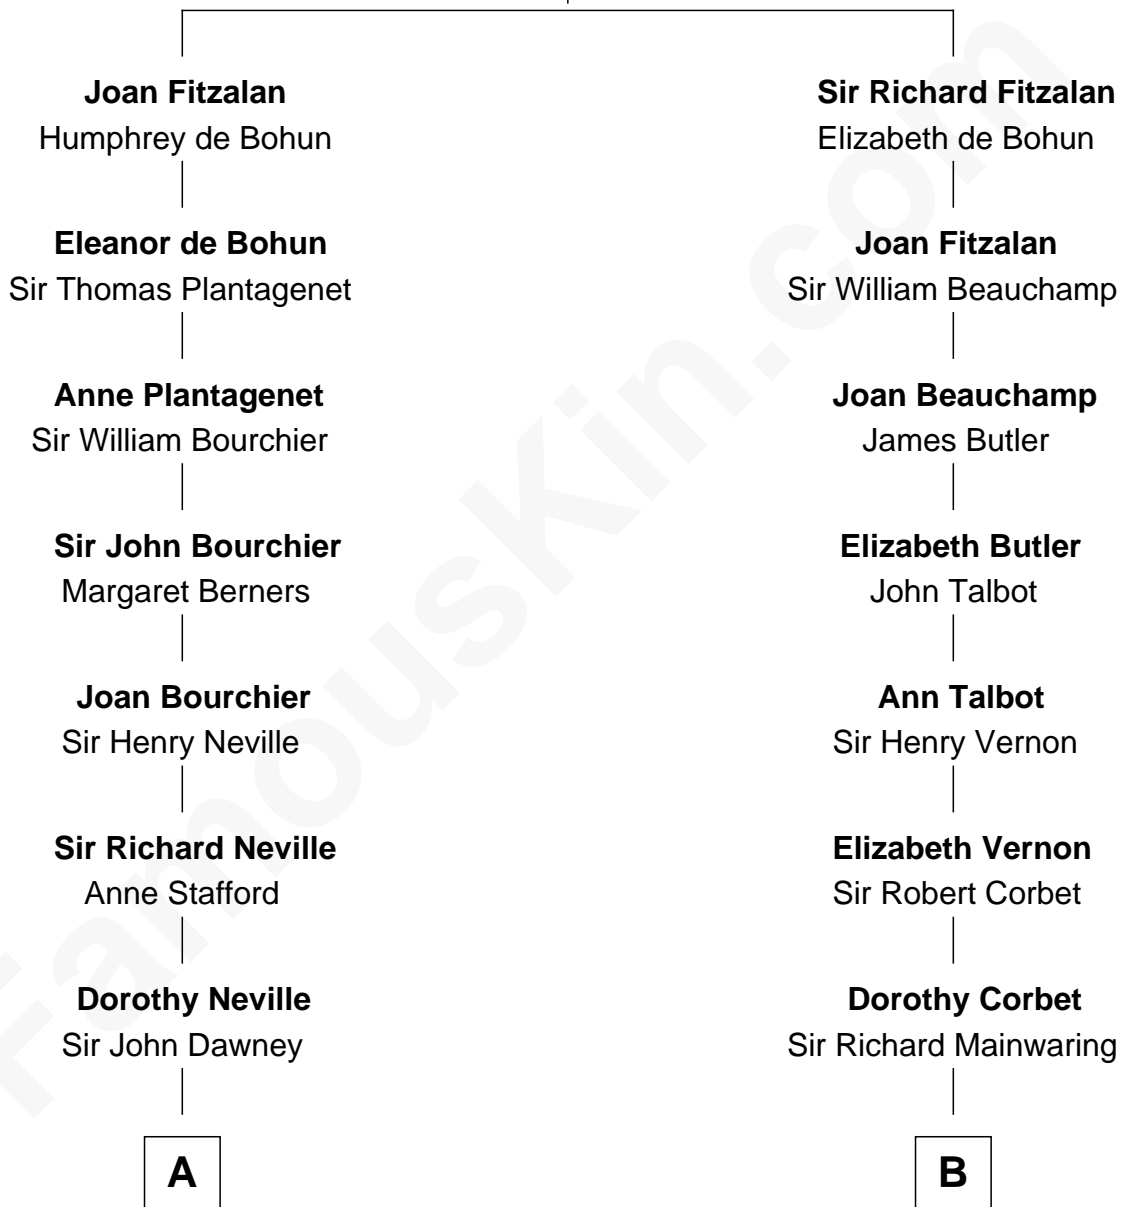 Joan Fitzalan
Humphrey de Bohun
Eleanor de Bohun
Sir Thomas Plantagenet
Anne Plantagenet
Sir William Bourchier
Sir John Bourchier
Margaret Berners
Joan Bourchier
Sir Henry Neville
Sir Richard Neville
Anne Stafford
Dorothy Neville
Sir John Dawney
A
Sir Richard Fitzalan
Elizabeth de Bohun
Joan Fitzalan
Sir William Beauchamp
Joan Beauchamp
James Butler
Elizabeth Butler
John Talbot
Ann Talbot
Sir Henry Vernon
Elizabeth Vernon
Sir Robert Corbet
Dorothy Corbet
Sir Richard Mainwaring
B
FamousKin.com